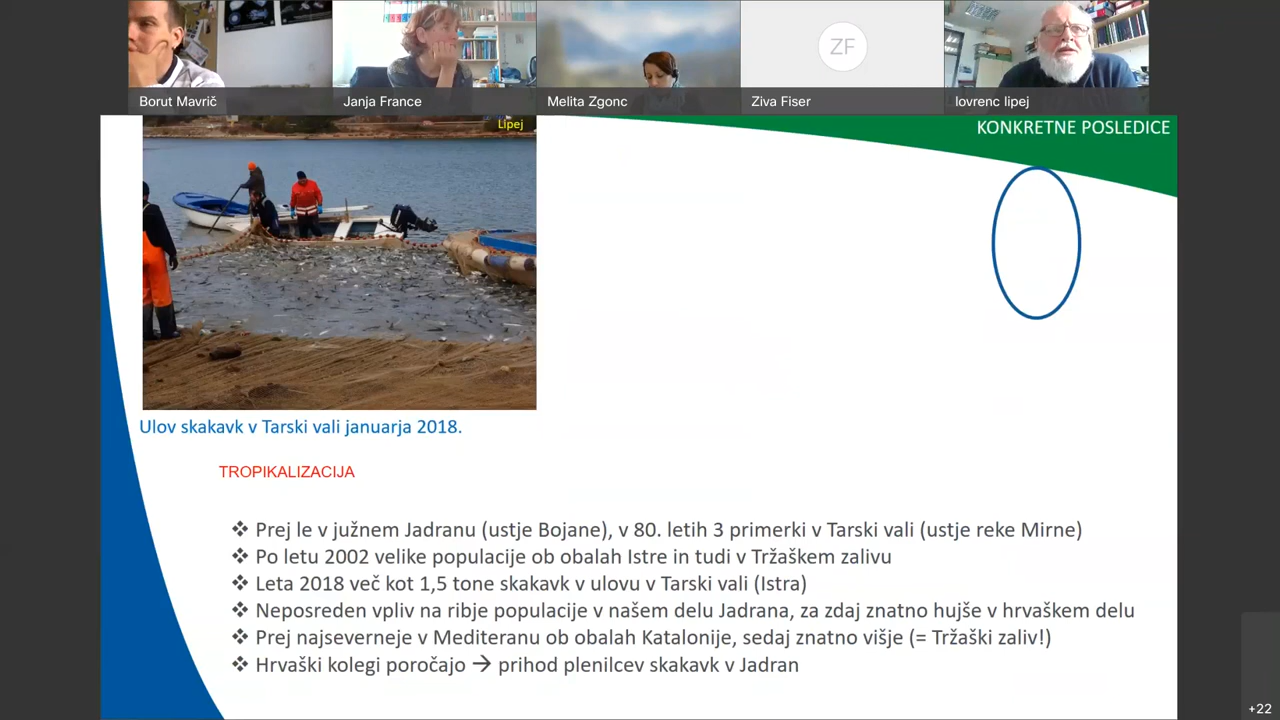 Borut Mavrič
Janja France
Melita Zgonc
ZF
Ziva Fiser
lovrenc lipej
Lipej
KONKRETNE POSLEDICE
Ulov skakavk v Tarski vali januarja 2018.
TROPIKALIZACIJA
❖ Prej le v južnem Jadranu (ustje Bojane), v 80. letih 3 primerki v Tarski vali (ustje reke Mirne)
❖ Po letu 2002 velike populacije ob obalah Istre in tudi v Tržaškem zalivu
❖ Leta 2018 več kot 1,5 tone skakavk v ulovu v Tarski vali (Istra)
❖ Neposreden vpliv na ribje populacije v našem delu Jadrana, za zdaj znatno hujše v hrvaškem delu
❖ Prej najseverneje v Mediteranu ob obalah Katalonije, sedaj znatno višje (= Tržaški zaliv!)
❖ Hrvaški kolegi poročajo → prihod plenilcev skakavk v Jadran
+22